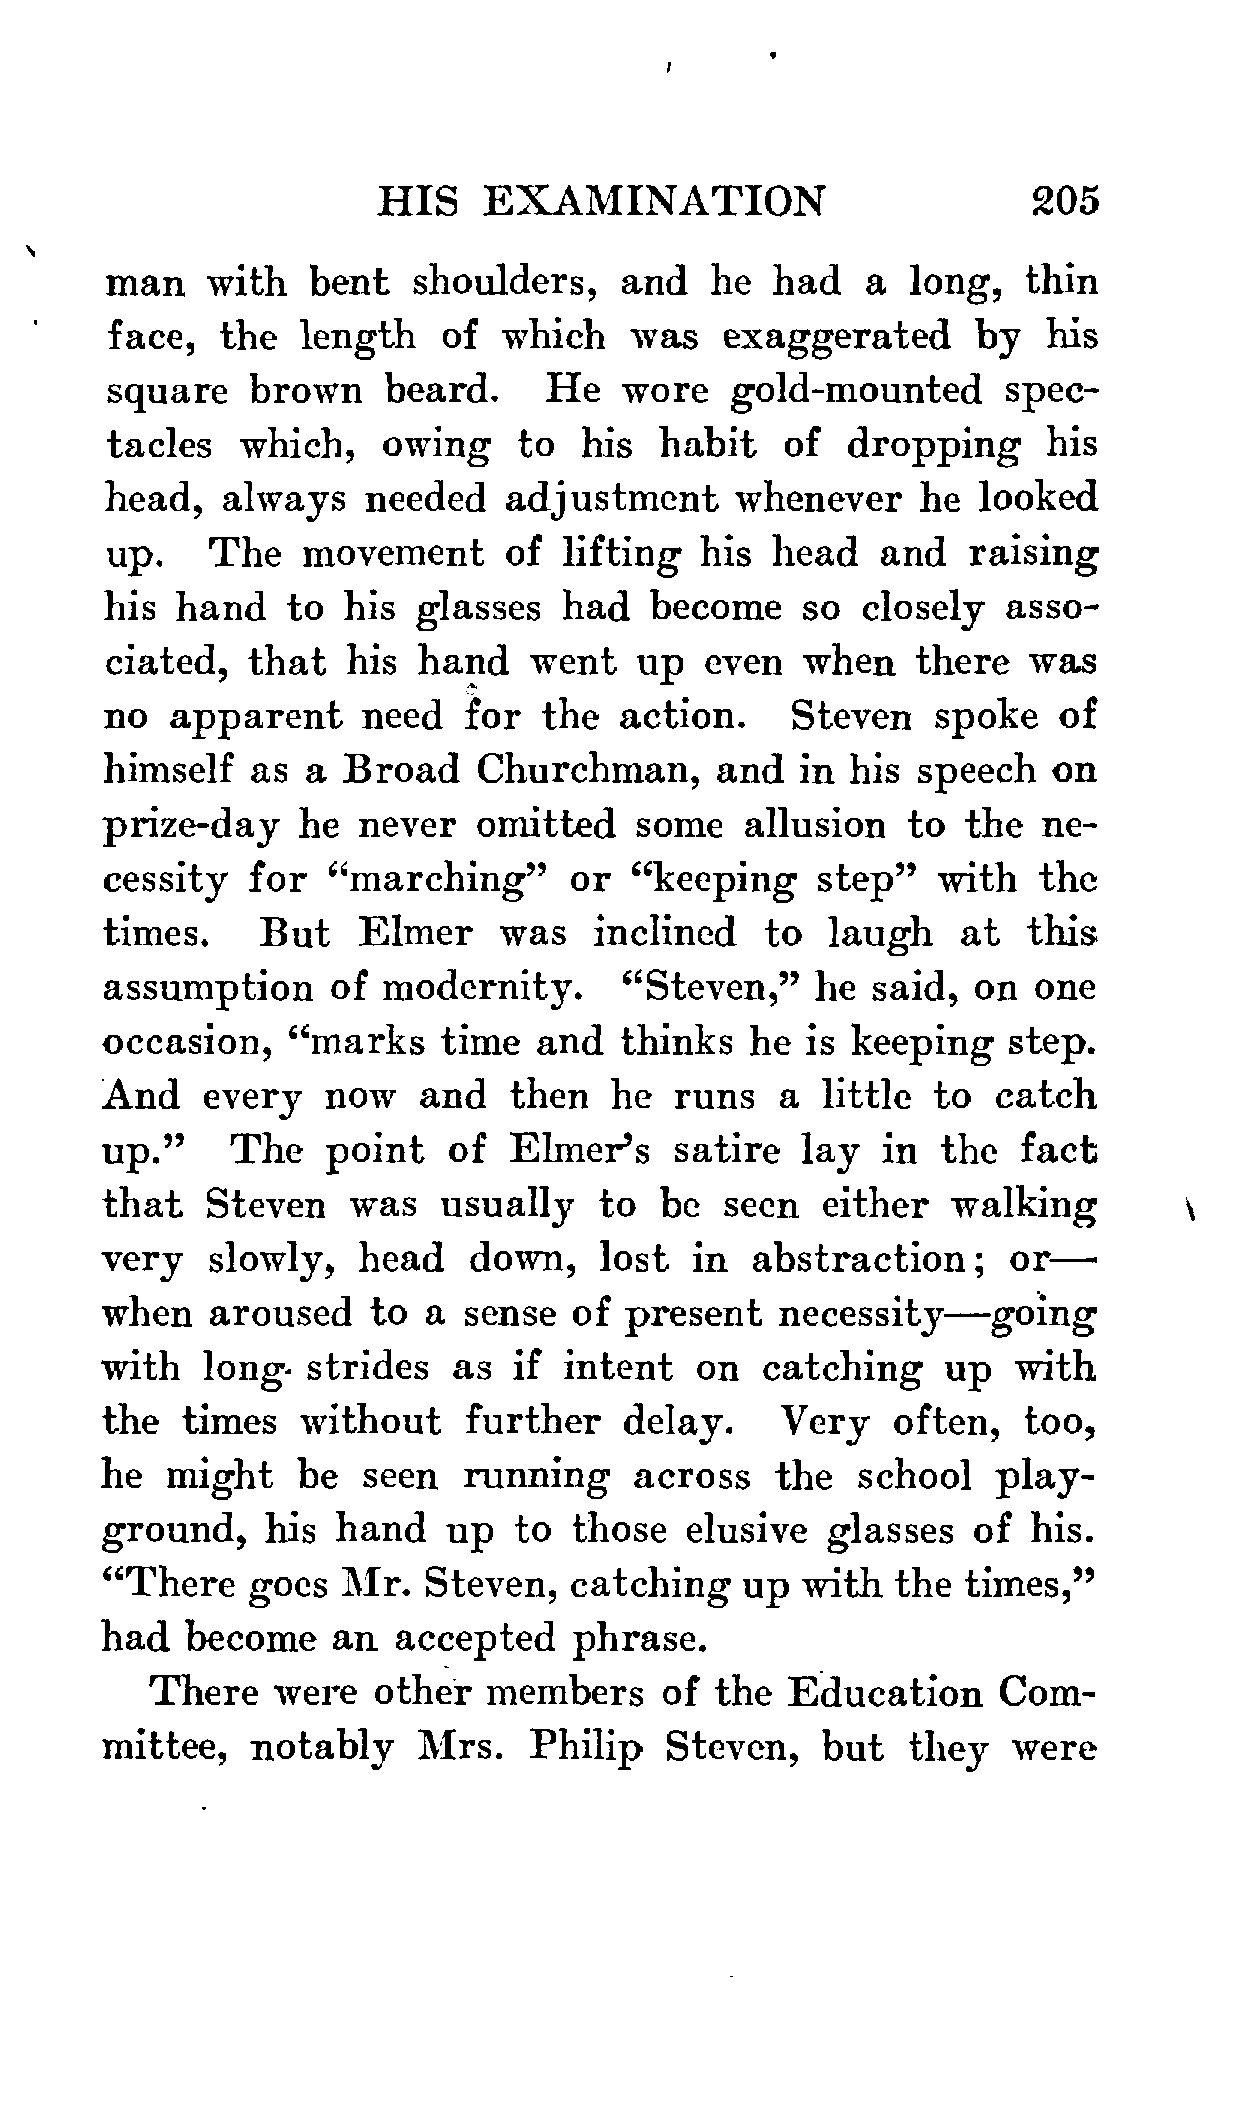 HIS EXAMINATION 205
man with bent shoulders, and he had a long, thin
face, the length of which was exaggerated by his
square brown beard. He wore gold-mounted spec-
tacles which, owing to his habit of dropping his
head, always needed adjustment whenever he looked
up. The movement of lifting his head and raising
his hand to his glasses had become so closely asso-
ciated, that his hand went up even when there was
no apparent need for the action. Steven spoke of
himself as a Broad Churchman, and in his speech on
prize-day he never omitted some allusion to the ne-
cessity for “marching” or “keeping step” with the
times. But Elmer was inclined to laugh at this
assumption of modernity. “Steven,” he said, on one
occasion, “marks time and thinks he is keeping step.
And every now and then he runs a little to catch
up.” The point of Elmer’s satire lay in the fact
that Steven was usually to be seen either walking
very slowly, head down, lost in abstraction; or—
when aroused to a sense of present necessity—going
with long strides as if intent on catching up with
the times without further delay. Very often, too,
he might be seen running across the school play-
ground, his hand up to those elusive glasses of his.
“There goes Mr. Steven, catching up with the times,”
had become an accepted phrase.
There were other members of the Education Com-
mittee, notably Mrs. Philip Steven, but they were